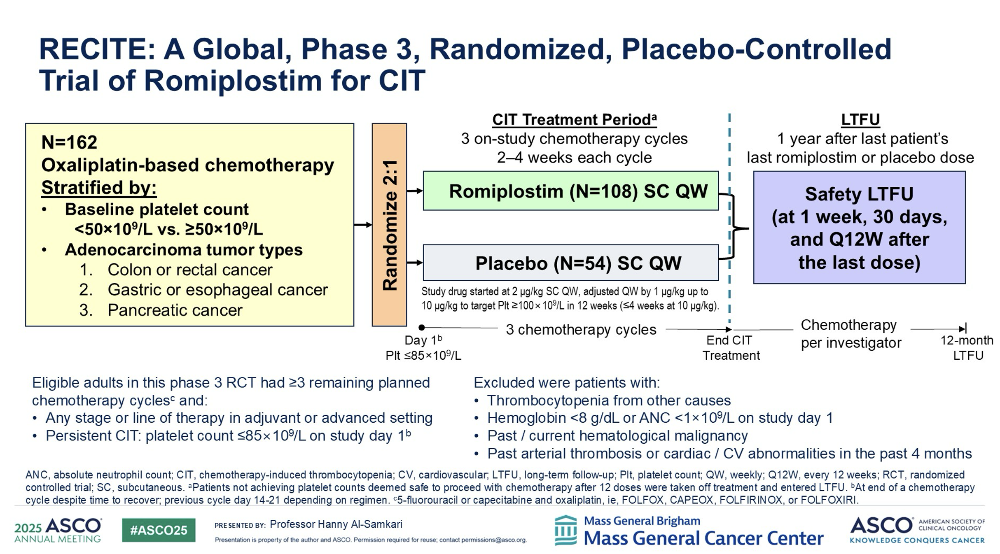 RECITE: A Global, Phase 3, Randomized, Placebo-Controlled
Trial of Romiplostim for CIT
N=162
Oxaliplatin-based chemotherapy
Stratified by:
• Baseline platelet count
<50×10⁹/L vs. ≥50×10⁹/L
• Adenocarcinoma tumor types
1. Colon or rectal cancer
2. Gastric or esophageal cancer
3. Pancreatic cancer
Randomize 2:1
CIT Treatment Periodᵃ
3 on-study chemotherapy cycles
2–4 weeks each cycle
Romiplostim (N=108) SC QW
Placebo (N=54) SC QW
Study drug started at 2 μg/kg SC QW, adjusted QW by 1 μg/kg up to
10 μg/kg to target Plt ≥100×10⁹/L in 12 weeks (≤4 weeks at 10 μg/kg).
LTFU
1 year after last patient’s
last romiplostim or placebo dose
Safety LTFU
(at 1 week, 30 days,
and Q12W after
the last dose)
3 chemotherapy cycles
Day 1ᵇ
Plt ≤85×10⁹/L
End CIT
Treatment
Chemotherapy
per investigator
12-month
LTFU
Eligible adults in this phase 3 RCT had ≥3 remaining planned
chemotherapy cyclesᶜ and:
• Any stage or line of therapy in adjuvant or advanced setting
• Persistent CIT: platelet count ≤85×10⁹/L on study day 1ᵇ
Excluded were patients with:
• Thrombocytopenia from other causes
• Hemoglobin <8 g/dL or ANC <1×10⁹/L on study day 1
• Past / current hematological malignancy
• Past arterial thrombosis or cardiac / CV abnormalities in the past 4 months
ANC, absolute neutrophil count; CIT, chemotherapy-induced thrombocytopenia; CV, cardiovascular; LTFU, long-term follow-up; Plt, platelet count; QW, weekly; Q12W, every 12 weeks; RCT, randomized
controlled trial; SC, subcutaneous. ᵃPatients not achieving platelet counts deemed safe to proceed with chemotherapy after 12 doses were taken off treatment and entered LTFU. ᵇAt end of a chemotherapy
cycle despite time to recover; previous cycle day 14-21 depending on regimen. ᶜ5-fluorouracil or capecitabine and oxaliplatin, ie, FOLFOX, CAPEOX, FOLFIRINOX, or FOLFOXIRI.
2025 ASCO®
ANNUAL MEETING
#ASCO25
PRESENTED BY: Professor Hanny Al-Samkari
Presentation is property of the author and ASCO. Permission required for reuse; contact permissions@asco.org.
Mass General Brigham
Mass General Cancer Center
ASCO® AMERICAN SOCIETY OF
CLINICAL ONCOLOGY
KNOWLEDGE CONQUERS CANCER